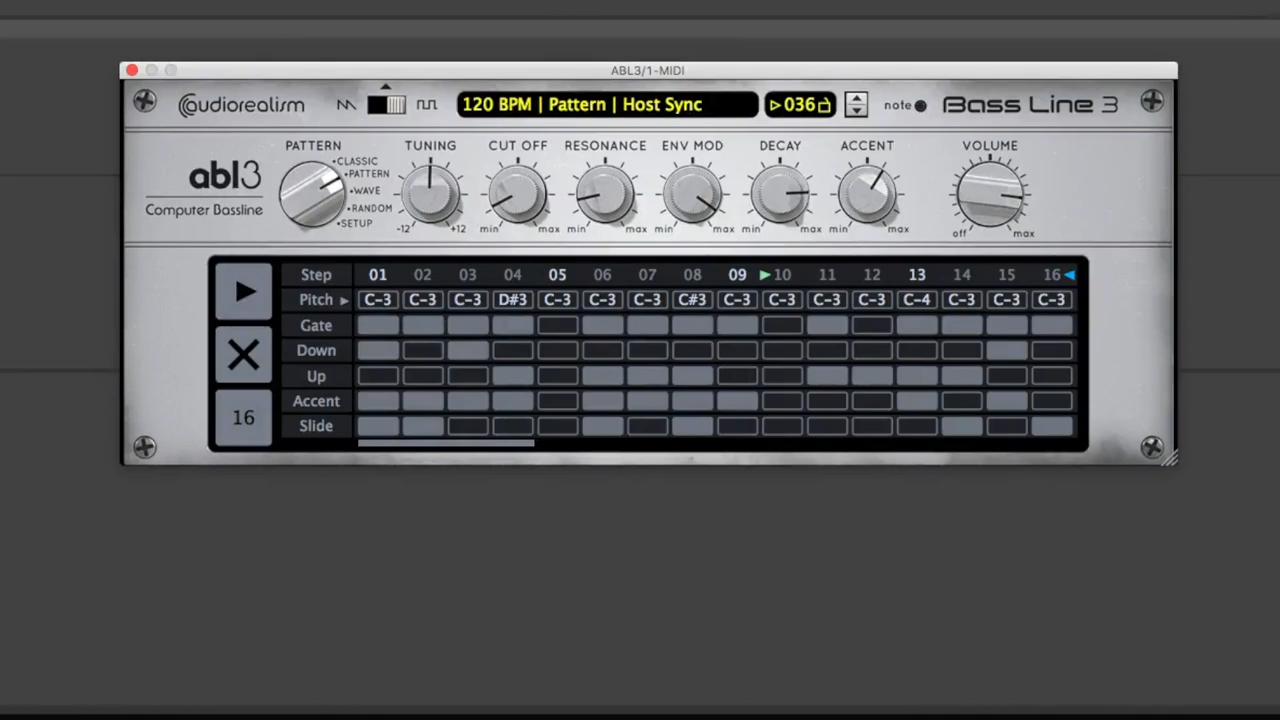 ABL3/1-MIDI
audiorealism 120 BPM | Pattern | Host Sync 036 note Bass Line 3
PATTERN TUNING CUT OFF RESONANCE ENV MOD DECAY ACCENT VOLUME
abl3
Computer Bassline
CLASSIC
PATTERN
WAVE
RANDOM
SETUP
-12 +12 min max min max min max min max min max off max
Step 01 02 03 04 05 06 07 08 09 10 11 12 13 14 15 16
Pitch C-3 C-3 C-3 D#3 C-3 C-3 C-3 C#3 C-3 C-3 C-3 C-3 C-4 C-3 C-3 C-3
Gate
Down
Up
Accent
Slide
16